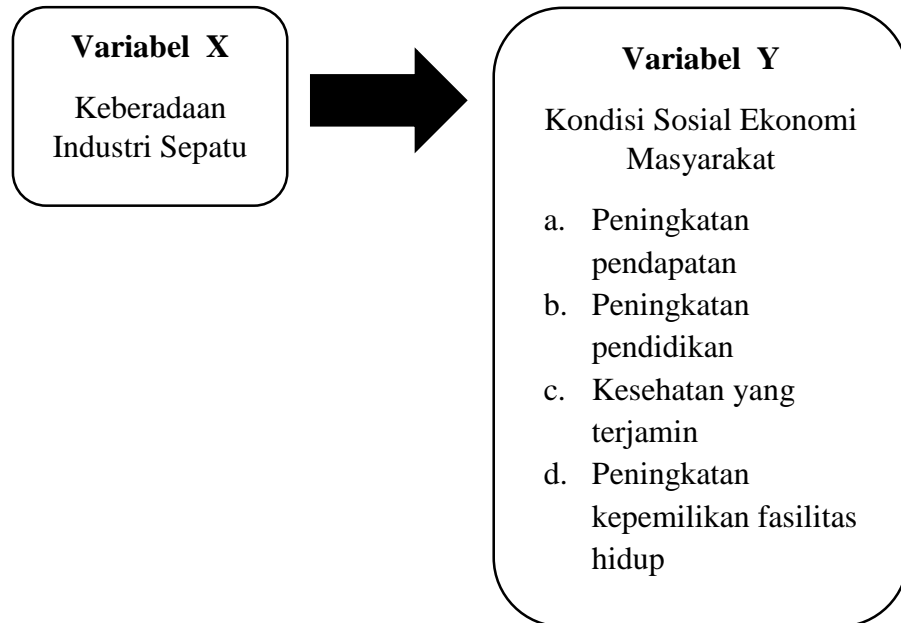 Variabel X
Keberadaan
Industri Sepatu
Variabel Y
Kondisi Sosial Ekonomi
Masyarakat
a. Peningkatan
pendapatan
b. Peningkatan
pendidikan
c. Kesehatan yang
terjamin
d. Peningkatan
kepemilikan fasilitas
hidup